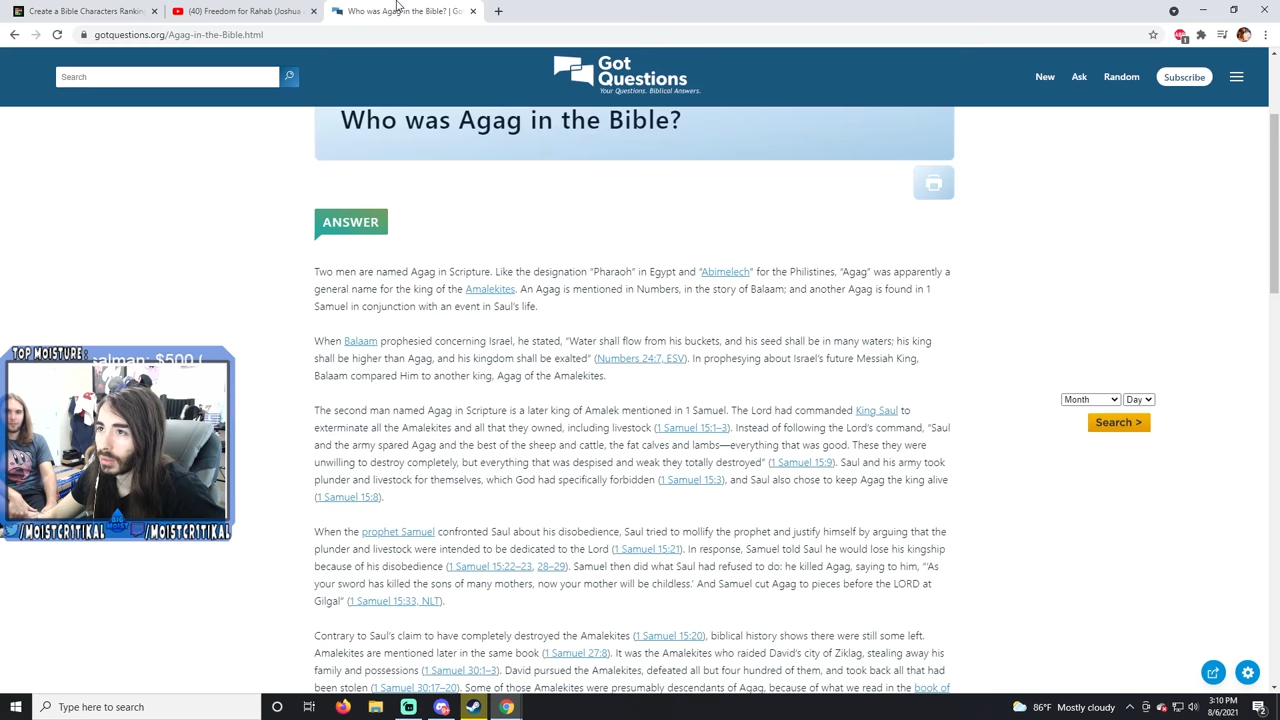 Create a Bible Characters Ranking
(40) Freedom for Rahab (Joshua
Who was Agag in the Bible? | Go
gotquestions.org/Agag-in-the-Bible.html
1
Search
Got
Questions
Your Questions. Biblical Answers.
New
Ask
Random
Subscribe
Who was Agag in the Bible?
ANSWER
Two men are named Agag in Scripture. Like the designation “Pharaoh” in Egypt and “Abimelech” for the Philistines, “Agag” was apparently a
general name for the king of the Amalekites. An Agag is mentioned in Numbers, in the story of Balaam; and another Agag is found in 1
Samuel in conjunction with an event in Saul's life.
When Balaam prophesied concerning Israel, he stated, “Water shall flow from his buckets, and his seed shall be in many waters; his king
shall be higher than Agag, and his kingdom shall be exalted” (Numbers 24:7, ESV). In prophesying about Israel's future Messiah King,
Balaam compared Him to another king, Agag of the Amalekites.
The second man named Agag in Scripture is a later king of Amalek mentioned in 1 Samuel. The Lord had commanded King Saul to
exterminate all the Amalekites and all that they owned, including livestock (1 Samuel 15:1–3). Instead of following the Lord's command, “Saul
and the army spared Agag and the best of the sheep and cattle, the fat calves and lambs—everything that was good. These they were
unwilling to destroy completely, but everything that was despised and weak they totally destroyed” (1 Samuel 15:9). Saul and his army took
plunder and livestock for themselves, which God had specifically forbidden (1 Samuel 15:3), and Saul also chose to keep Agag the king alive
(1 Samuel 15:8).
When the prophet Samuel confronted Saul about his disobedience, Saul tried to mollify the prophet and justify himself by arguing that the
plunder and livestock were intended to be dedicated to the Lord (1 Samuel 15:21). In response, Samuel told Saul he would lose his kingship
because of his disobedience (1 Samuel 15:22–23, 28–29). Samuel then did what Saul had refused to do: he killed Agag, saying to him, “‘As
your sword has killed the sons of many mothers, now your mother will be childless.’ And Samuel cut Agag to pieces before the LORD at
Gilgal” (1 Samuel 15:33, NLT).
Contrary to Saul's claim to have completely destroyed the Amalekites (1 Samuel 15:20), biblical history shows there were still some left.
Amalekites are mentioned later in the same book (1 Samuel 27:8). It was the Amalekites who raided David's city of Ziklag, stealing away his
family and possessions (1 Samuel 30:1–3). David pursued the Amalekites, defeated all but four hundred of them, and took back all that had
been stolen (1 Samuel 30:17–20). Some of those Amalekites were presumably descendants of Agag, because of what we read in the book of
Month
Day
Search >
TOP MOISTURE:
salman: $500.
BIG
MOIST
/MOISTCR1TIKAL
/MOISTCR1TIKAL
Type here to search
86°F Mostly cloudy
3:10 PM
8/6/2021
2